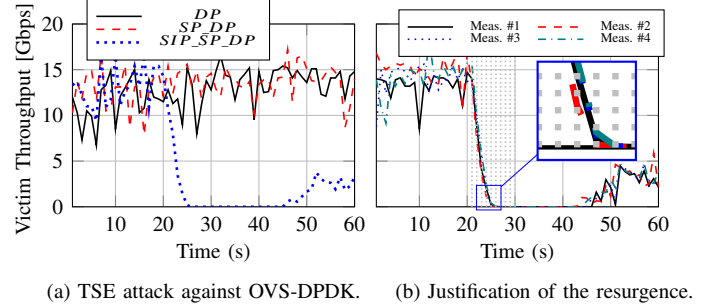 DP
SP_DP
SIP_SP_DP
Victim Throughput [Gbps]
20
15
10
5
0
10 20 30 40 50 60
Time (s)
(a) TSE attack against OVS-DPDK.
Meas. #1 Meas. #2
Meas. #3 Meas. #4
10 20 30 40 50 60
Time (s)
(b) Justification of the resurgence.